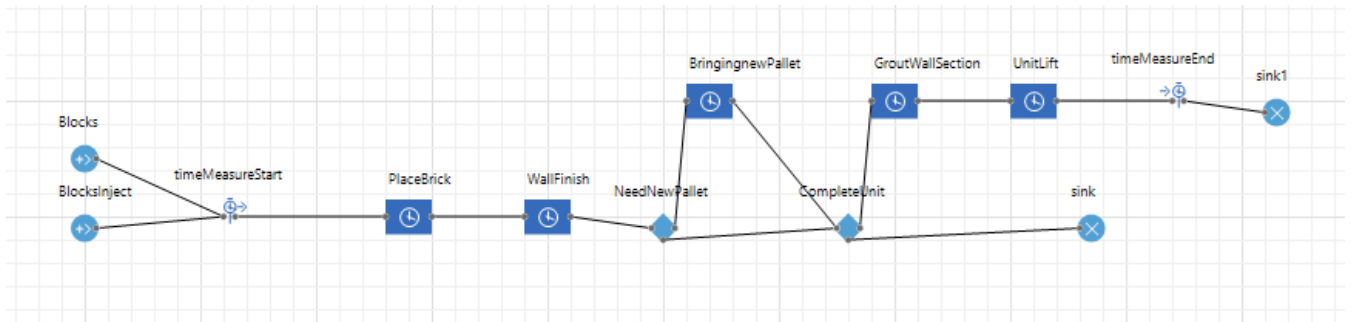 BringingnewPallet
GroutWallSection
UnitLift
timeMeasureEnd
sink1
Blocks
timeMeasureStart
PlaceBrick
WallFinish
BlocksInject
NeedNewPallet
CompleteUnit
sink